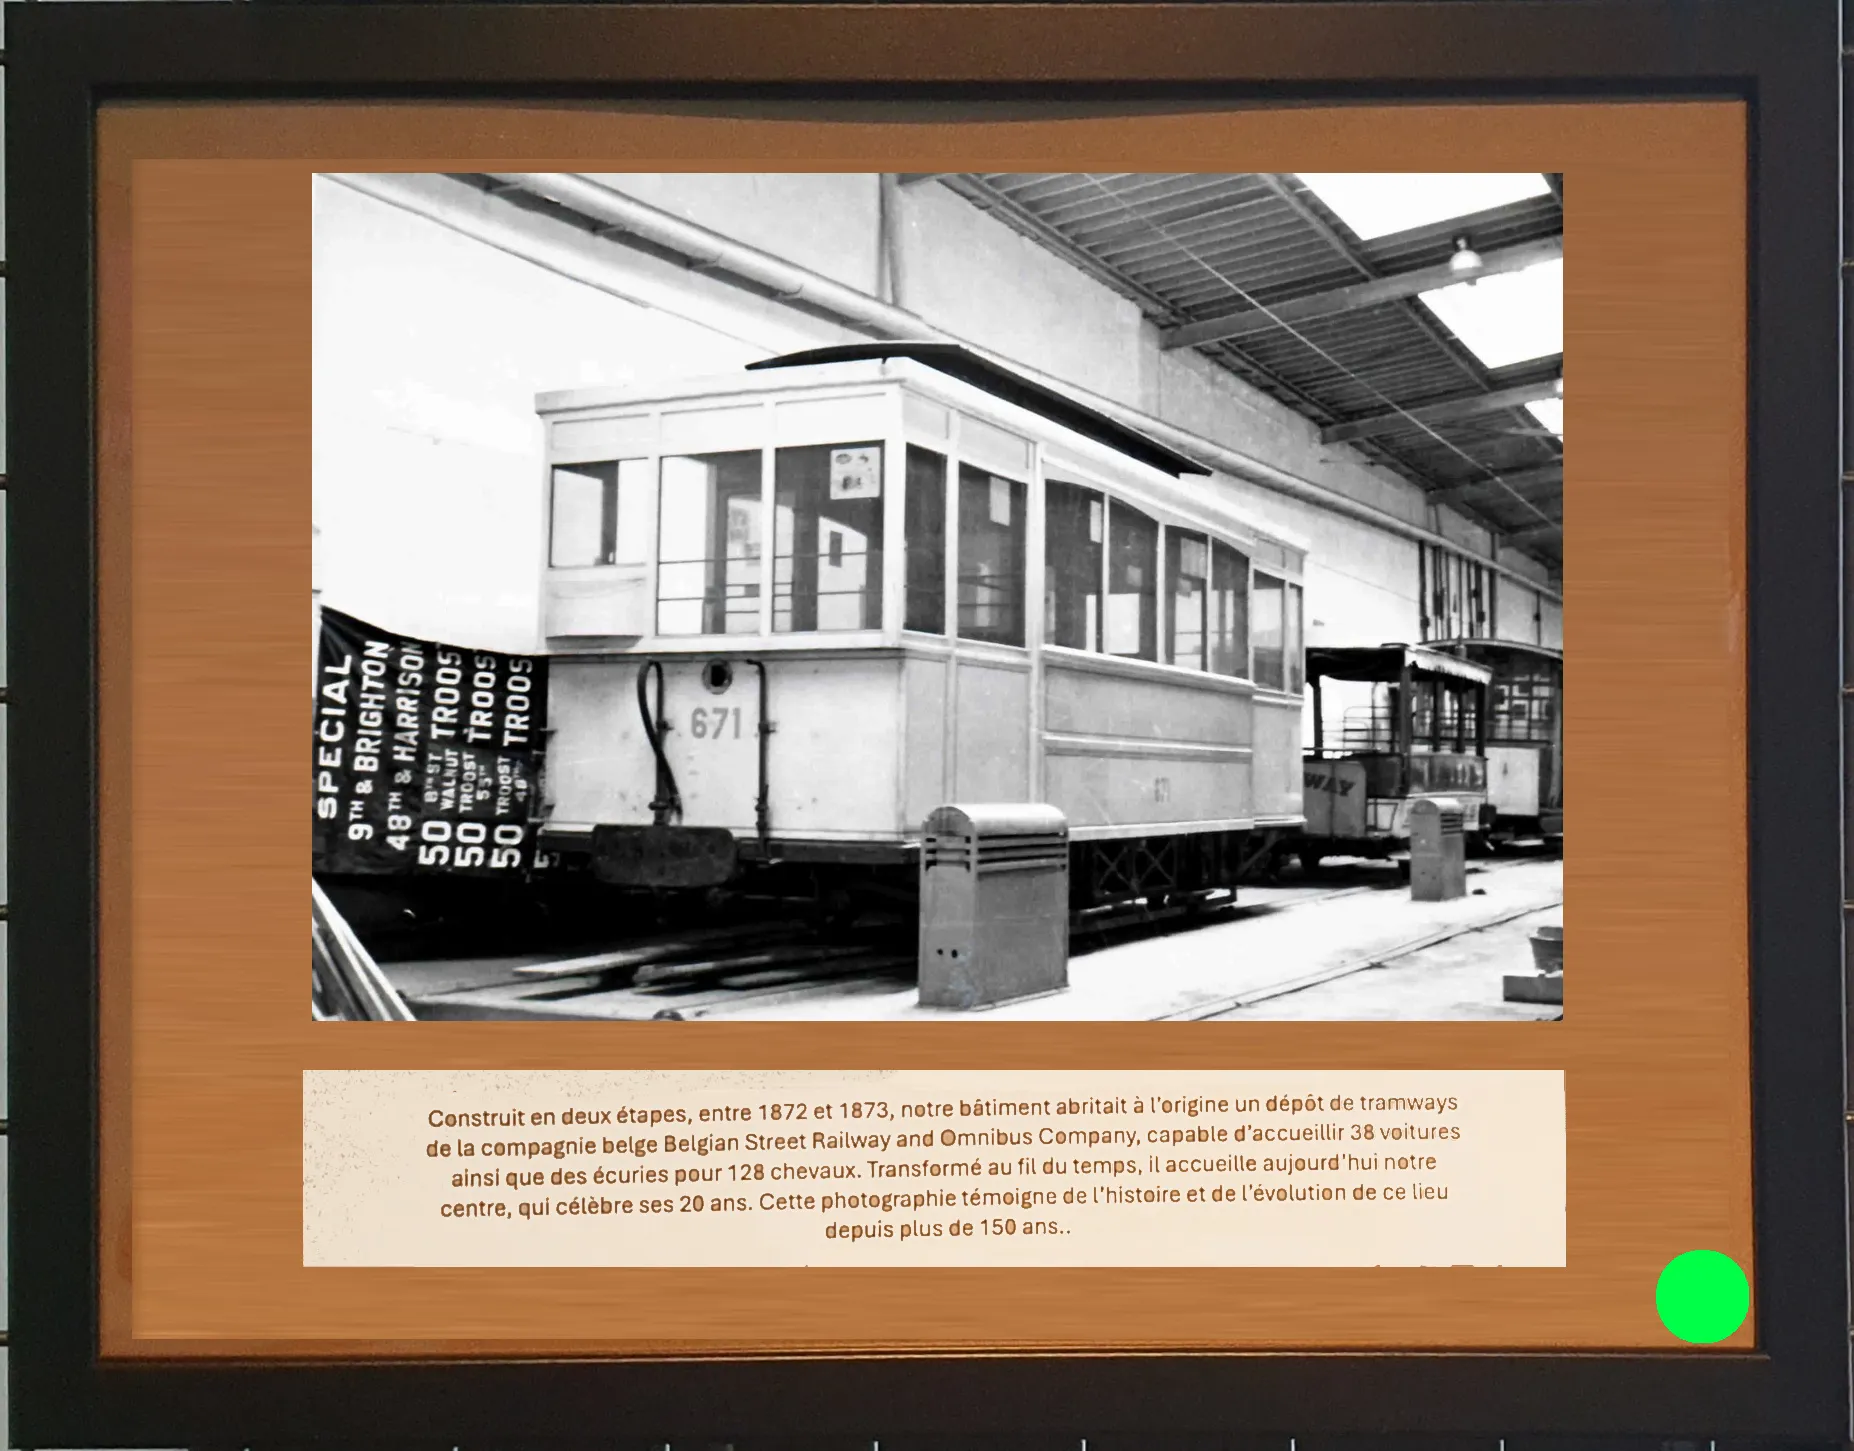 SPECIAL
9TH & BRIGHTON
48TH & HARRISON
50 8TH ST WALNUT TROOST
50 TROOST 55TH TROOST
50 TROOST 48TH TROOS
671
671
WAY
Construit en deux étapes, entre 1872 et 1873, notre bâtiment abritait à l'origine un dépôt de tramways
de la compagnie belge Belgian Street Railway and Omnibus Company, capable d'accueillir 38 voitures
ainsi que des écuries pour 128 chevaux. Transformé au fil du temps, il accueille aujourd'hui notre
centre, qui célèbre ses 20 ans. Cette photographie témoigne de l'histoire et de l'évolution de ce lieu
depuis plus de 150 ans..